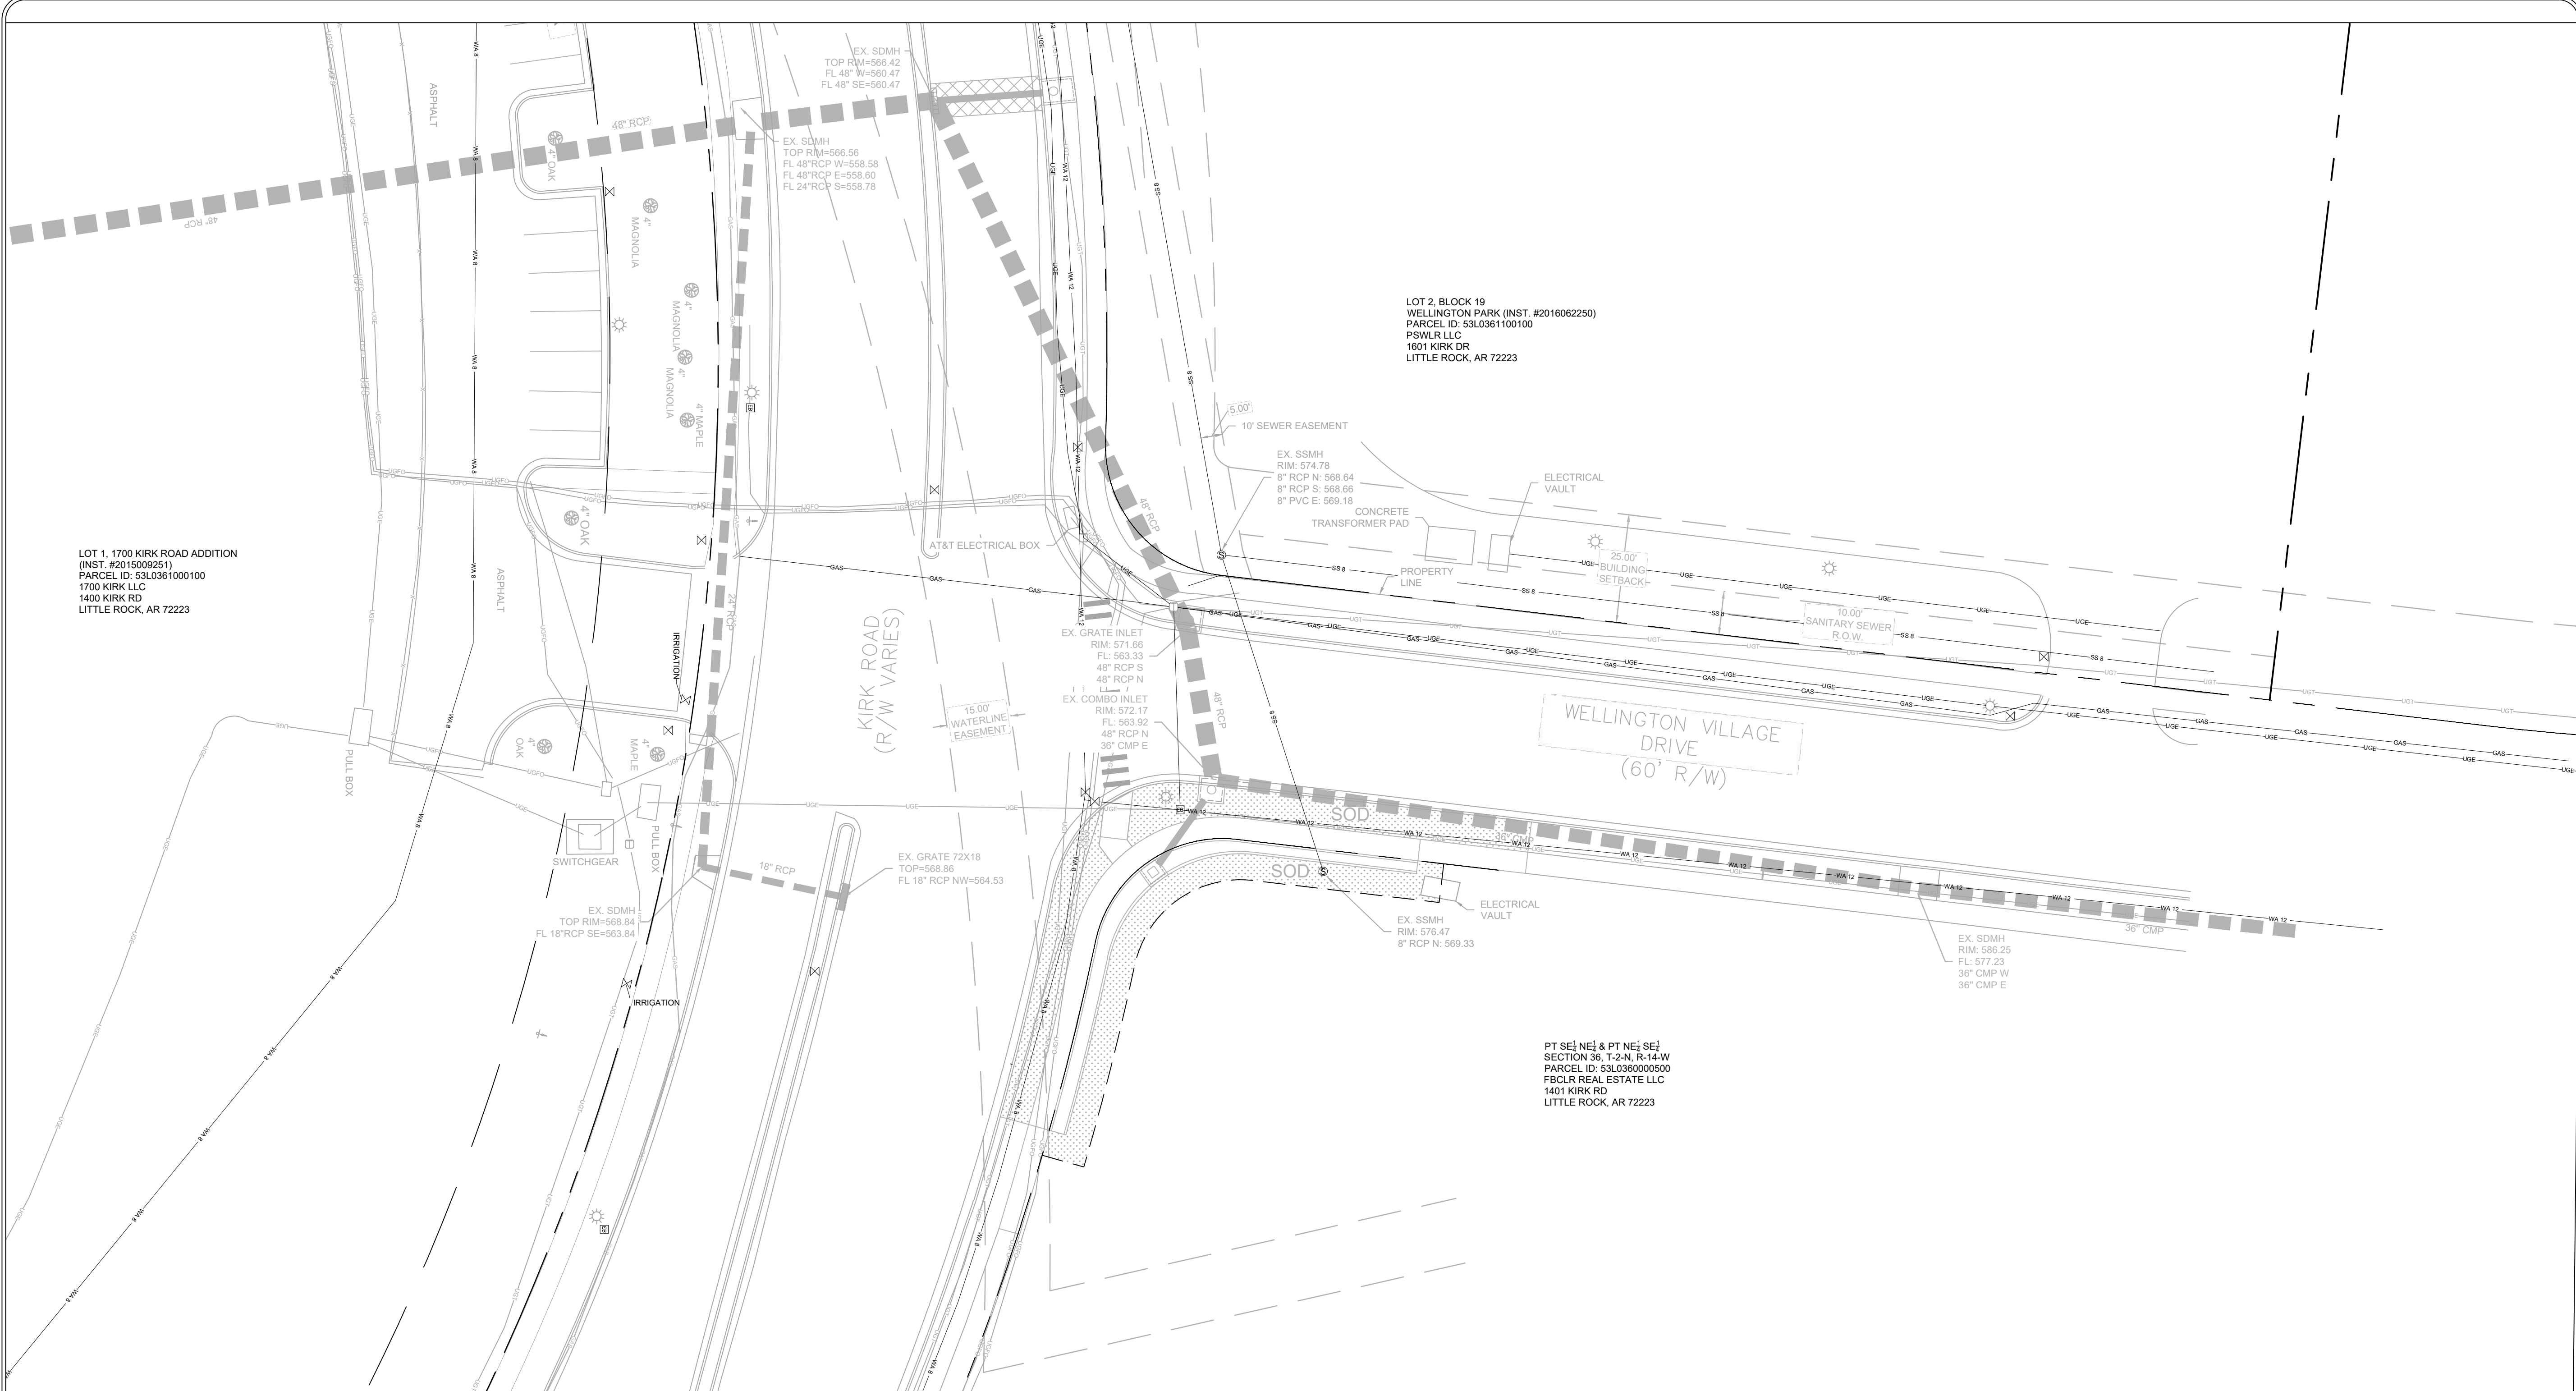 EX. SDMH
TOP RIM=566.42
FL 48" W=560.47
FL 48" SE=560.47
EX. SDMH
TOP RIM=566.56
FL 48"RCP W=558.58
FL 48"RCP E=558.60
FL 24"RCP S=558.78
ASPHALT
48" RCP
48" RCP
4" OAK
4"
MAGNOLIA
4"
MAGNOLIA
4"
MAGNOLIA
4" MAPLE
4" OAK
ASPHALT
LOT 2, BLOCK 19
WELLINGTON PARK (INST. #2016062250)
PARCEL ID: 53L0361100100
PSWLR LLC
1601 KIRK DR
LITTLE ROCK, AR 72223
5.00'
10' SEWER EASEMENT
EX. SSMH
RIM: 574.78
8" RCP N: 568.64
8" RCP S: 568.66
8" PVC E: 569.18
ELECTRICAL
VAULT
CONCRETE
TRANSFORMER PAD
AT&T ELECTRICAL BOX
48" RCP
PROPERTY
LINE
25.00'
BUILDING
SETBACK
10.00'
SANITARY SEWER
R.O.W.
LOT 1, 1700 KIRK ROAD ADDITION
(INST. #2015009251)
PARCEL ID: 53L0361000100
1700 KIRK LLC
1400 KIRK RD
LITTLE ROCK, AR 72223
24" RCP
IRRIGATION
KIRK ROAD
(R/W VARIES)
EX. GRATE INLET
RIM: 571.66
FL: 563.33
48" RCP S
48" RCP N
EX. COMBO INLET
RIM: 572.17
FL: 563.92
48" RCP N
36" CMP E
48" RCP
15.00'
WATERLINE
EASEMENT
WELLINGTON VILLAGE
DRIVE
(60' R/W)
4"
OAK
4"
MAPLE
PULL BOX
PULL BOX
SWITCHGEAR
18" RCP
EX. GRATE 72X18
TOP=568.86
FL 18" RCP NW=564.53
EX. SDMH
TOP RIM=568.84
FL 18"RCP SE=563.84
SOD
SOD
36" CMP
ELECTRICAL
VAULT
EX. SSMH
RIM: 576.47
8" RCP N: 569.33
36" CMP
EX. SDMH
RIM: 586.25
FL: 577.23
36" CMP W
36" CMP E
IRRIGATION
PT SE¼ NE¼ & PT NE¼ SE¼
SECTION 36, T-2-N, R-14-W
PARCEL ID: 53L0360000500
FBCLR REAL ESTATE LLC
1401 KIRK RD
LITTLE ROCK, AR 72223
WA 8
WA 12
SS 8
GAS
UGE
UGT
UGFO
EB
S